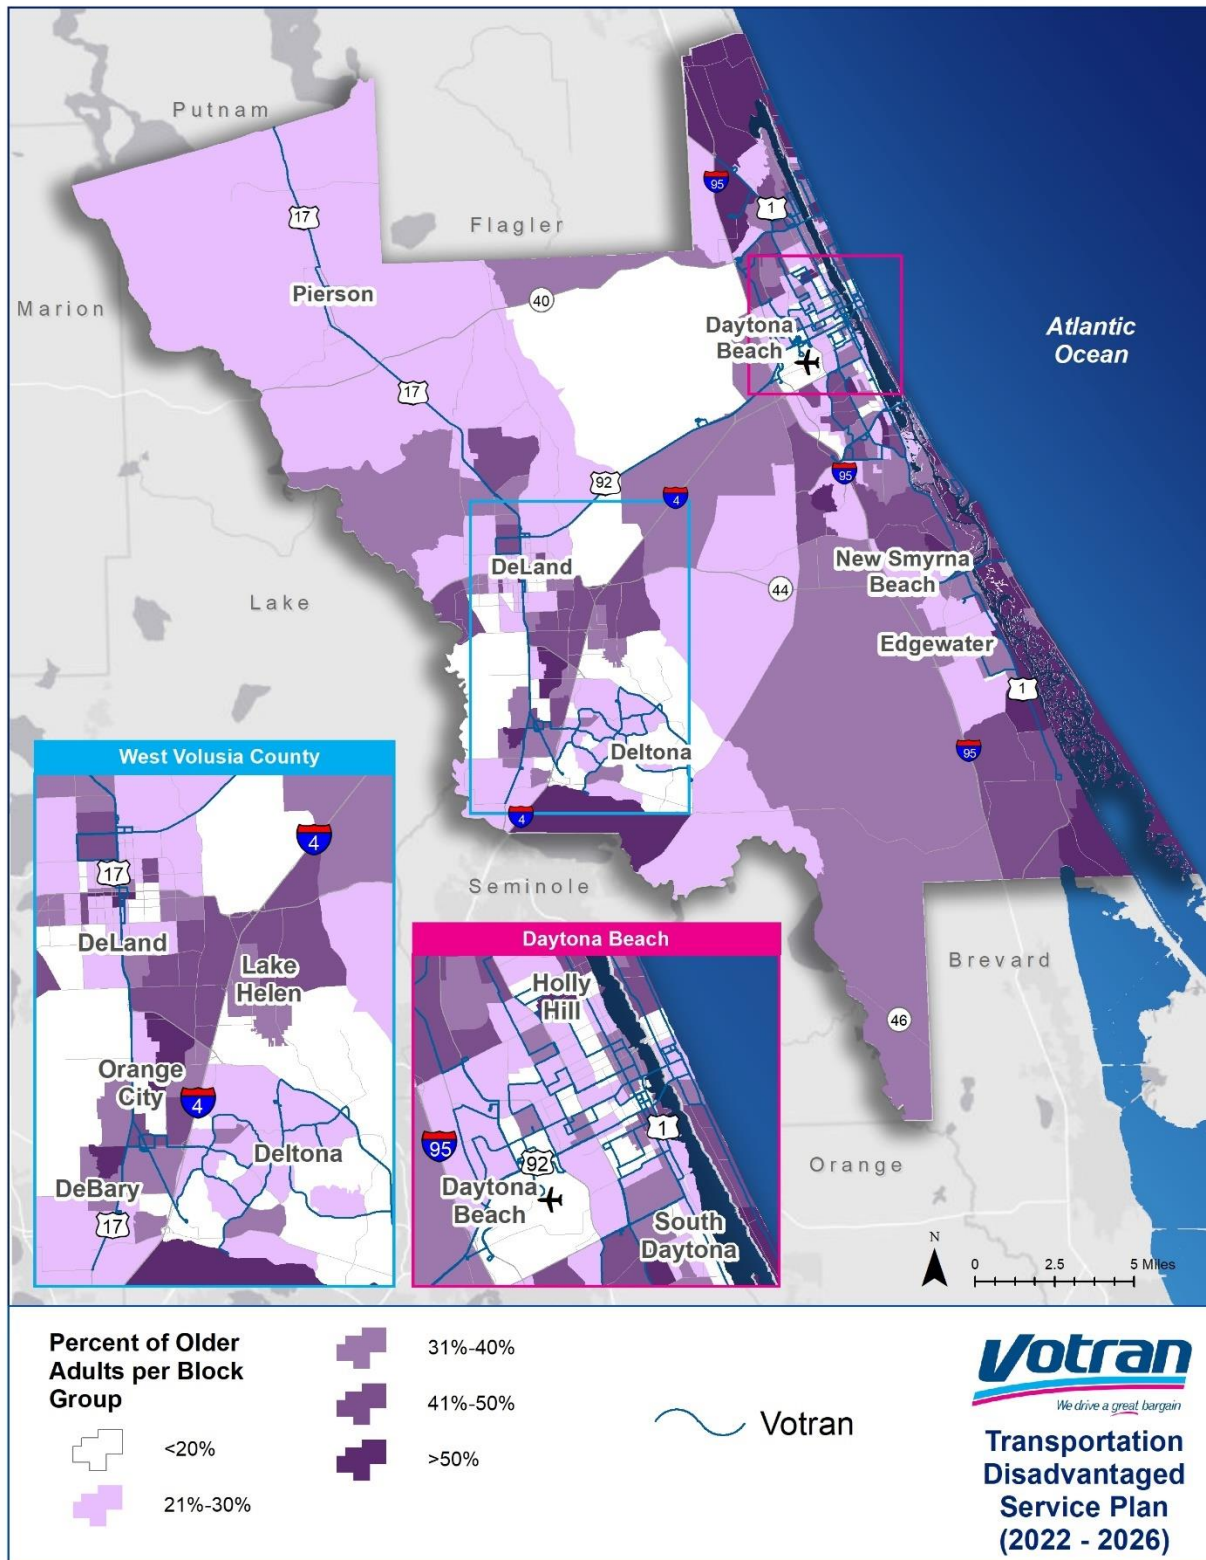 Putnam
95
17
1
Flagler
Pierson
Marion
40
Daytona
Beach
Atlantic
Ocean
17
92
95
4
DeLand
New Smyrna
Beach
44
Lake
Edgewater
1
Deltona
95
4
Seminole
Brevard
46
Orange
West Volusia County
4
17
DeLand
Lake
Helen
Orange
City
4
Deltona
DeBary
17
Daytona Beach
Holly
Hill
95
1
92
Daytona
Beach
South
Daytona
N
0 2.5 5 Miles
Percent of Older
Adults per Block
Group
<20%
21%-30%
31%-40%
41%-50%
>50%
Votran
Votran
We drive a great bargain
Transportation
Disadvantaged
Service Plan
(2022 - 2026)